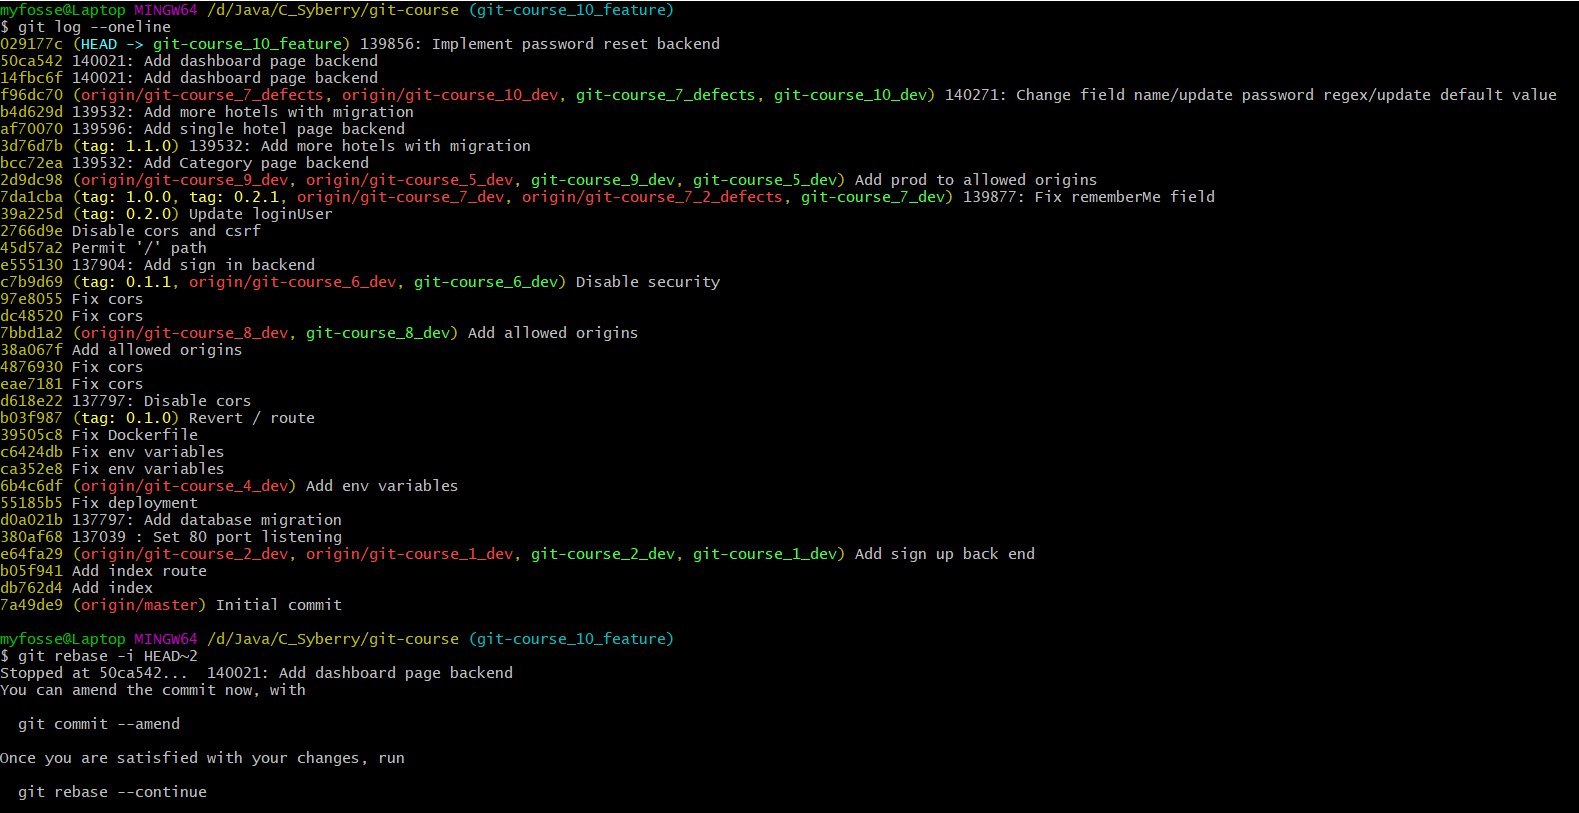 myfosse@Laptop MINGW64 /d/Java/C_Syberry/git-course (git-course_10_feature)
$ git log --oneline
029177c (HEAD -> git-course_10_feature) 139856: Implement password reset backend
50ca542 140021: Add dashboard page backend
14fbc6f 140021: Add dashboard page backend
f96dc70 (origin/git-course_7_defects, origin/git-course_10_dev, git-course_7_defects, git-course_10_dev) 140271: Change field name/update password regex/update default value
b4d629d 139532: Add more hotels with migration
af70070 139596: Add single hotel page backend
3d76d7b (tag: 1.1.0) 139532: Add more hotels with migration
bcc72ea 139532: Add Category page backend
2d9dc98 (origin/git-course_9_dev, origin/git-course_5_dev, git-course_9_dev, git-course_5_dev) Add prod to allowed origins
7da1cba (tag: 1.0.0, tag: 0.2.1, origin/git-course_7_dev, origin/git-course_7_2_defects, git-course_7_dev) 139877: Fix rememberMe field
39a225d (tag: 0.2.0) Update loginUser
2766d9e Disable cors and csrf
45d57a2 Permit '/' path
e555130 137904: Add sign in backend
c7b9d69 (tag: 0.1.1, origin/git-course_6_dev, git-course_6_dev) Disable security
97e8055 Fix cors
dc48520 Fix cors
7bbd1a2 (origin/git-course_8_dev, git-course_8_dev) Add allowed origins
38a067f Add allowed origins
4876930 Fix cors
eae7181 Fix cors
d618e22 137797: Disable cors
b03f987 (tag: 0.1.0) Revert / route
39505c8 Fix Dockerfile
c6424db Fix env variables
ca352e8 Fix env variables
6b4c6df (origin/git-course_4_dev) Add env variables
55185b5 Fix deployment
d0a021b 137797: Add database migration
380af68 137039 : Set 80 port listening
e64fa29 (origin/git-course_2_dev, origin/git-course_1_dev, git-course_2_dev, git-course_1_dev) Add sign up back end
b05f941 Add index route
db762d4 Add index
7a49de9 (origin/master) Initial commit
myfosse@Laptop MINGW64 /d/Java/C_Syberry/git-course (git-course_10_feature)
$ git rebase -i HEAD~2
Stopped at 50ca542...  140021: Add dashboard page backend
You can amend the commit now, with
git commit --amend
Once you are satisfied with your changes, run
git rebase --continue